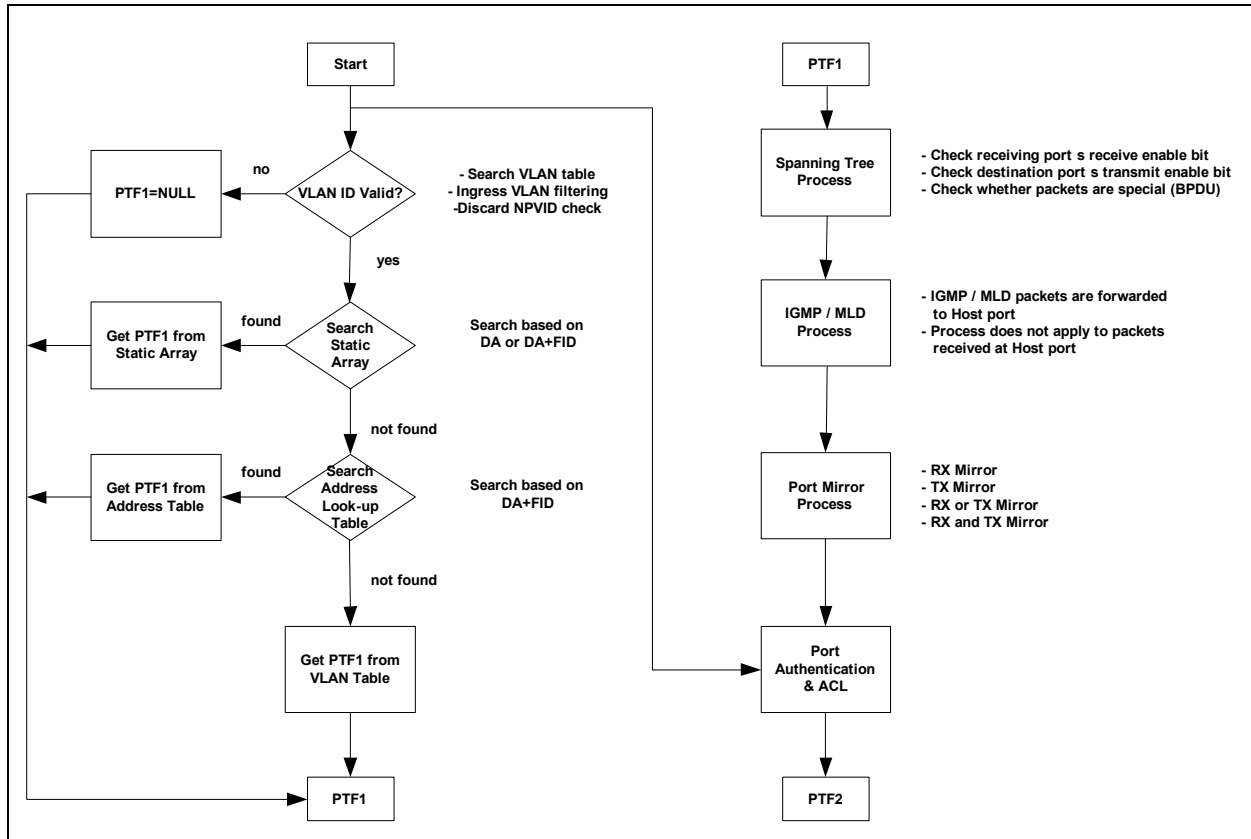 Start
no
PTF1=NULL
VLAN ID Valid?
- Search VLAN table
- Ingress VLAN filtering
-Discard NPVID check
yes
found
Get PTF1 from
Static Array
Search
Static
Array
Search based on
DA or DA+FID
not found
found
Get PTF1 from
Address Table
Search
Address
Look-up
Table
Search based on
DA+FID
not found
Get PTF1 from
VLAN Table
PTF1
PTF1
Spanning Tree
Process
- Check receiving port s receive enable bit
- Check destination port s transmit enable bit
- Check whether packets are special (BPDU)
IGMP / MLD
Process
- IGMP / MLD packets are forwarded
to Host port
- Process does not apply to packets
received at Host port
Port Mirror
Process
- RX Mirror
- TX Mirror
- RX or TX Mirror
- RX and TX Mirror
Port
Authentication
& ACL
PTF2